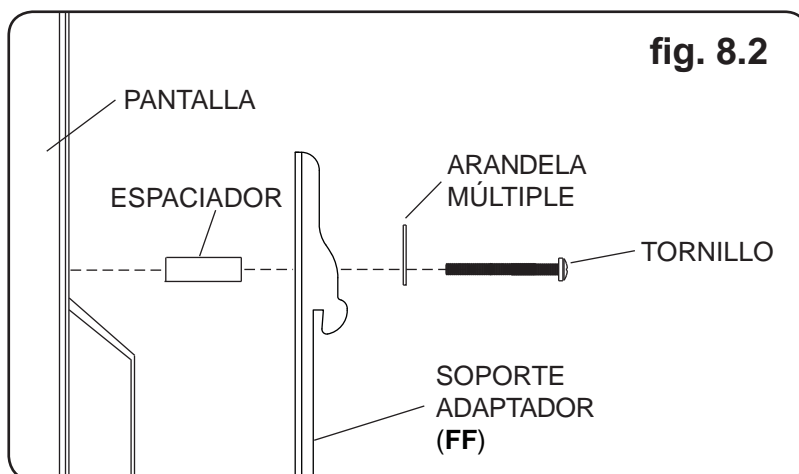 fig. 8.2
PANTALLA
ESPACIADOR
ARANDELA
MÚLTIPLE
TORNILLO
SOPORTE
ADAPTADOR
(FF)